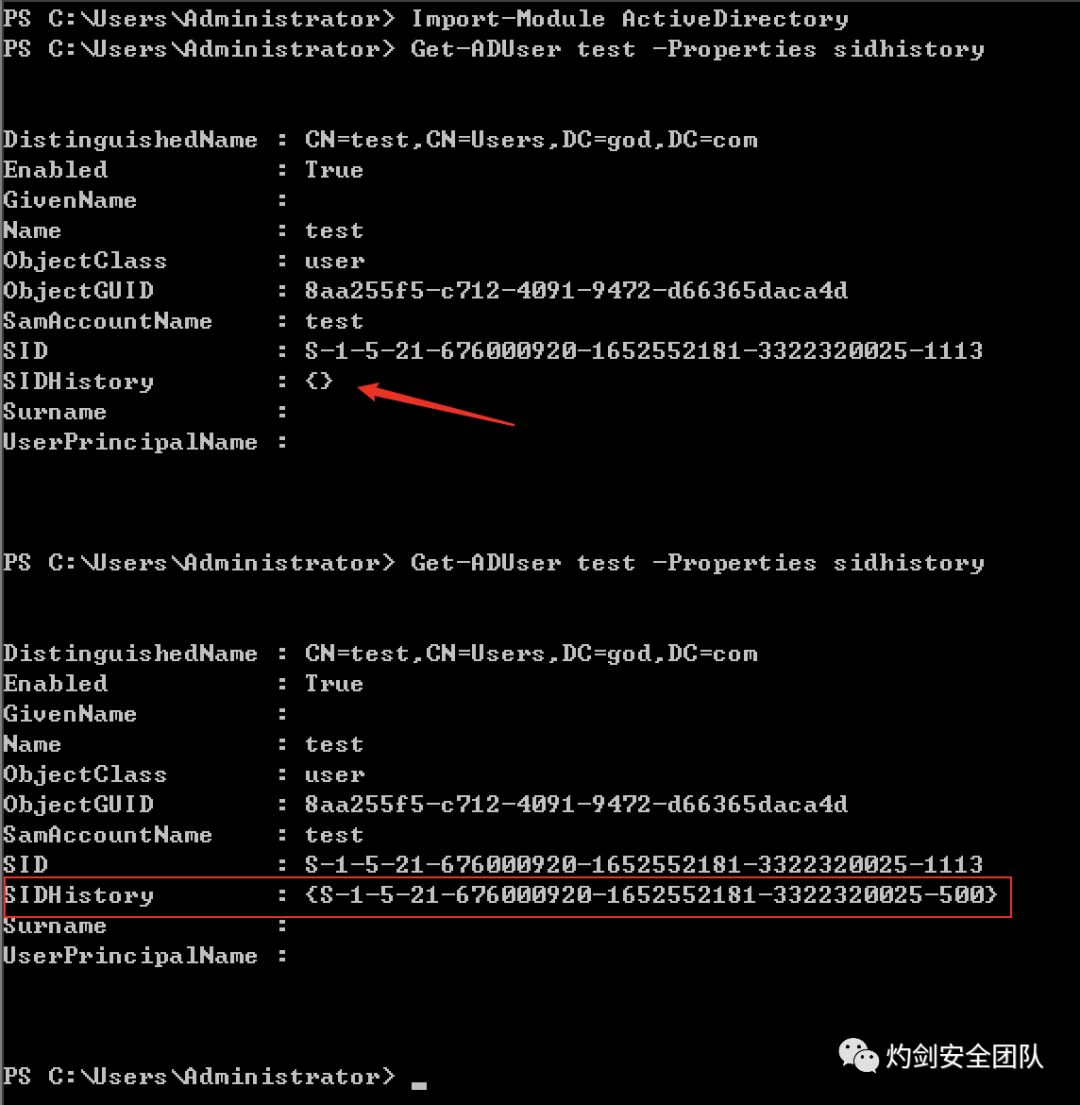 PS C:\Users\Administrator> Import-Module ActiveDirectory
PS C:\Users\Administrator> Get-ADUser test -Properties sidhistory
DistinguishedName : CN=test,CN=Users,DC=god,DC=com
Enabled : True
GivenName :
Name : test
ObjectClass : user
ObjectGUID : 8aa255f5-c712-4091-9472-d66365daca4d
SamAccountName : test
SID : S-1-5-21-676000920-1652552181-3322320025-1113
SIDHistory : {}
Surname :
UserPrincipalName :
PS C:\Users\Administrator> Get-ADUser test -Properties sidhistory
DistinguishedName : CN=test,CN=Users,DC=god,DC=com
Enabled : True
GivenName :
Name : test
ObjectClass : user
ObjectGUID : 8aa255f5-c712-4091-9472-d66365daca4d
SamAccountName : test
SID : S-1-5-21-676000920-1652552181-3322320025-1113
SIDHistory : {S-1-5-21-676000920-1652552181-3322320025-500}
Surname :
UserPrincipalName :
灼剑安全团队
PS C:\Users\Administrator> _